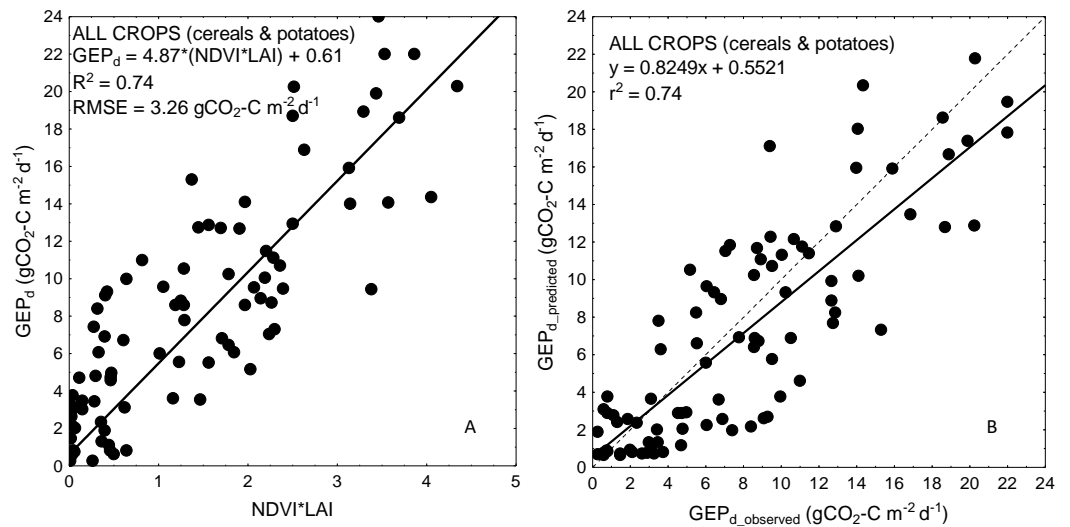 ALL CROPS (cereals & potatoes)
GEP_d = 4.87*(NDVI*LAI) + 0.61
R² = 0.74
RMSE = 3.26 gCO₂-C m⁻² d⁻¹
GEP_d (gCO₂-C m⁻² d⁻¹)
24
22
20
18
16
14
12
10
8
6
4
2
0
A
0 1 2 3 4 5
NDVI*LAI
ALL CROPS (cereals & potatoes)
y = 0.8249x + 0.5521
r² = 0.74
GEP_d_predicted (gCO₂-C m⁻² d⁻¹)
24
22
20
18
16
14
12
10
8
6
4
2
0
B
0 2 4 6 8 10 12 14 16 18 20 22 24
GEP_d_observed (gCO₂-C m⁻² d⁻¹)